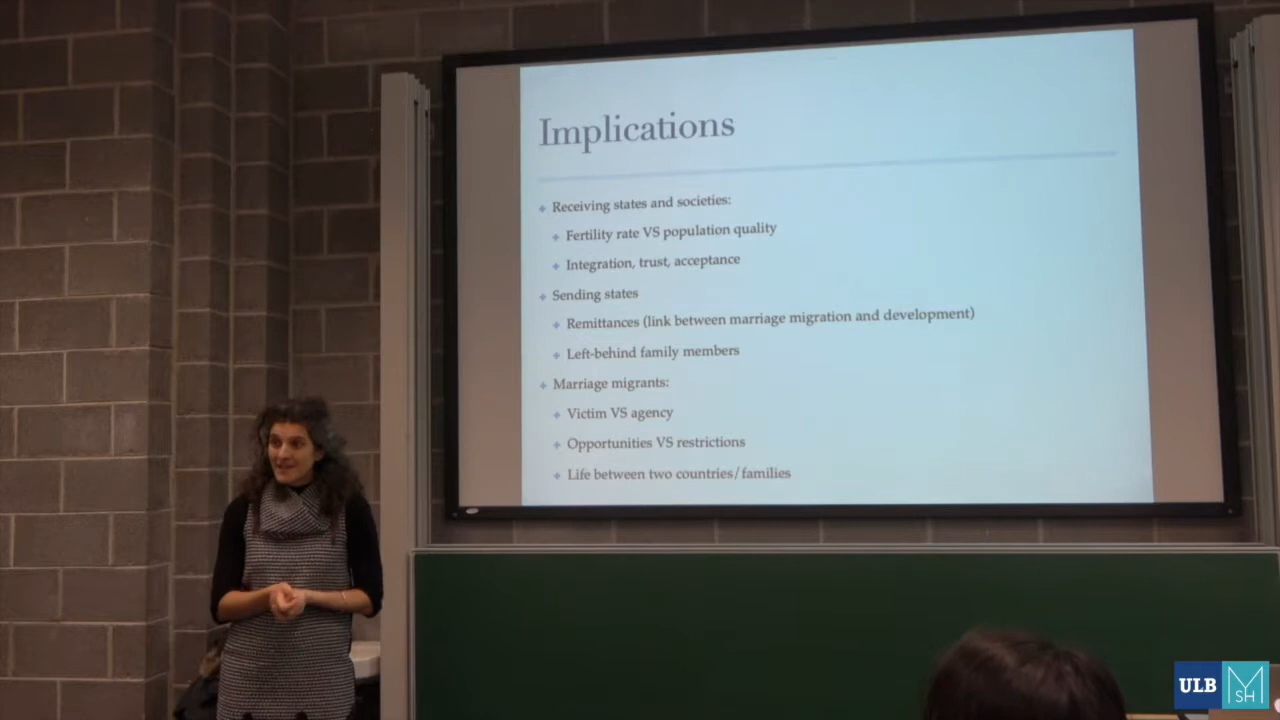 Implications
Receiving states and societies:
Fertility rate VS population quality
Integration, trust, acceptance
Sending states
Remittances (link between marriage migration and development)
Left-behind family members
Marriage migrants:
Victim VS agency
Opportunities VS restrictions
Life between two countries/families
ULB
M
SH